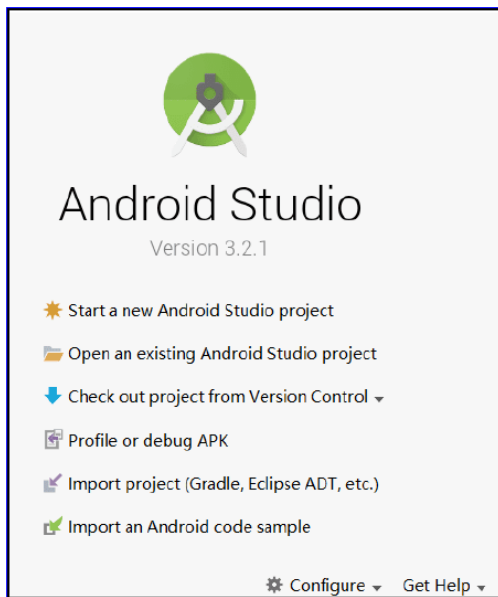 Android Studio
Version 3.2.1
Start a new Android Studio project
Open an existing Android Studio project
Check out project from Version Control
Profile or debug APK
Import project (Gradle, Eclipse ADT, etc.)
Import an Android code sample
Configure Get Help